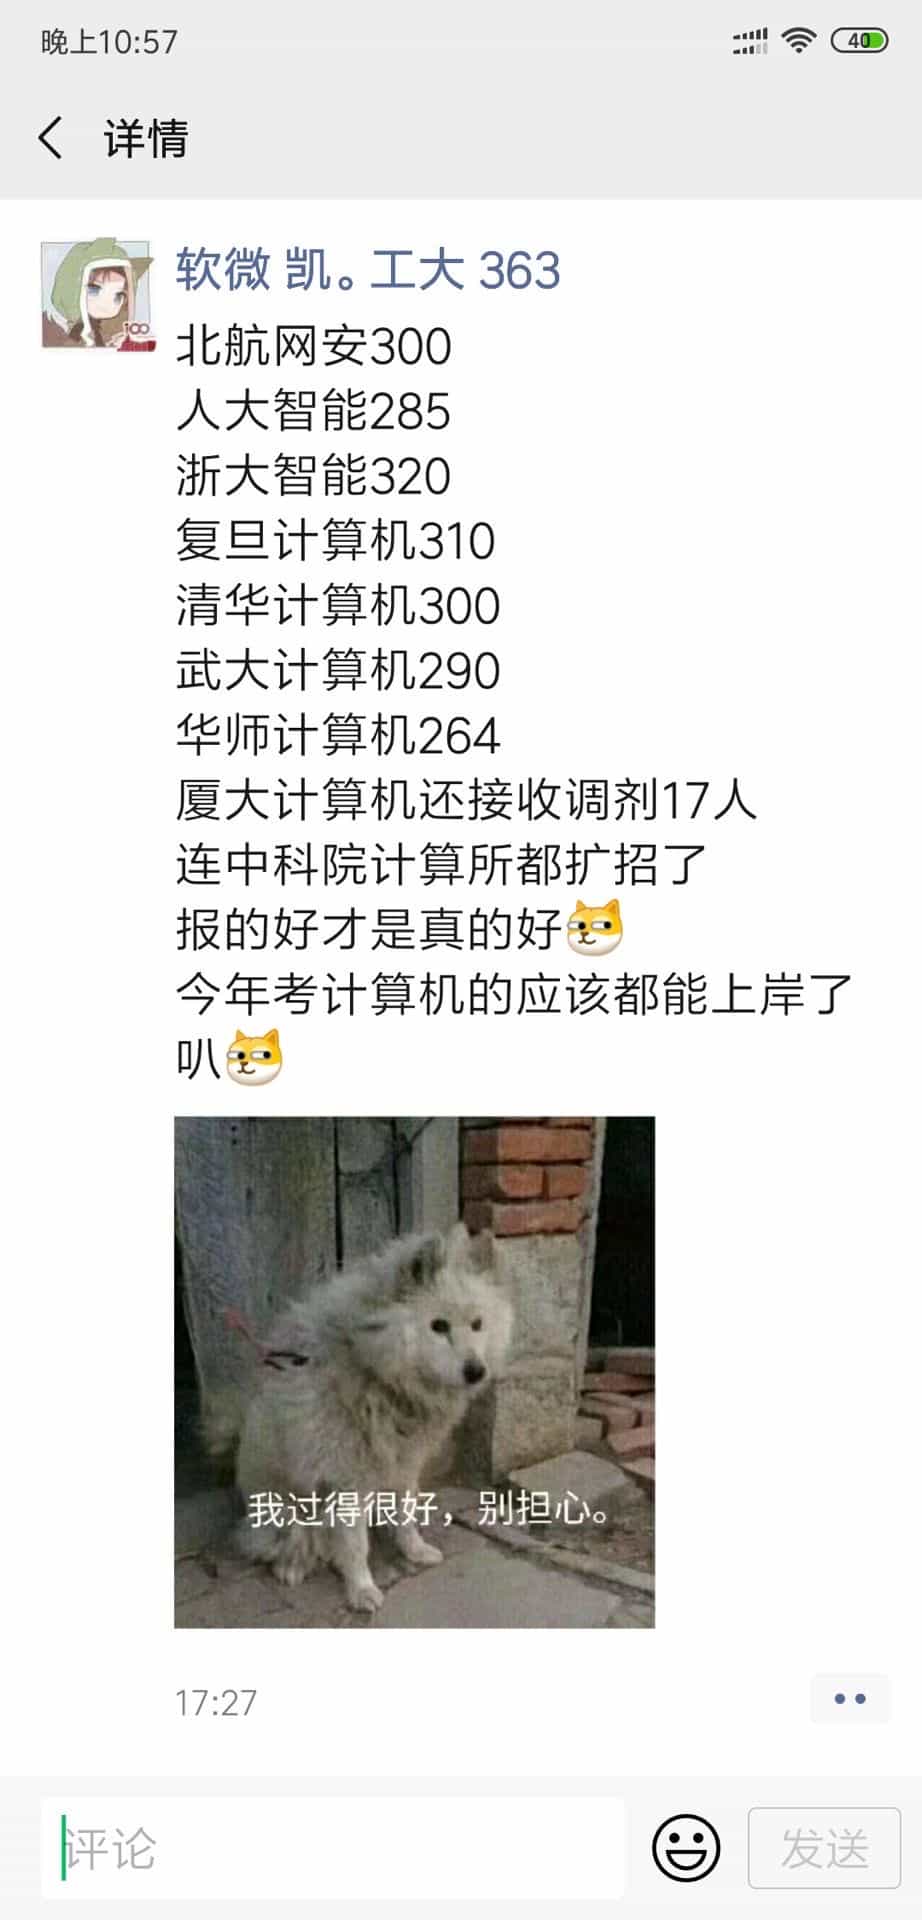 晚上10:57
40
详情
100
软微 凯。工大 363
北航网安300
人大智能285
浙大智能320
复旦计算机310
清华计算机300
武大计算机290
华师计算机264
厦大计算机还接收调剂17人
连中科院计算所都扩招了
报的好才是真的好
今年考计算机的应该都能上岸了
叭
我过得很好，别担心。
17:27
评论
发送